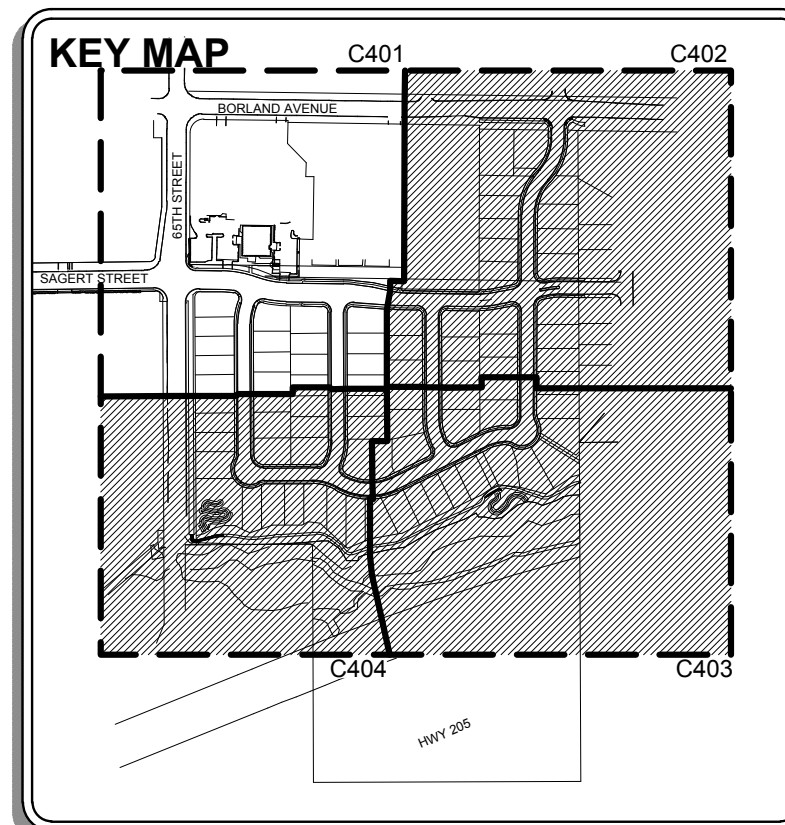 KEY MAP
C401
C402
BORLAND AVENUE
65TH STREET
SAGERT STREET
C404
C403
HWY 205